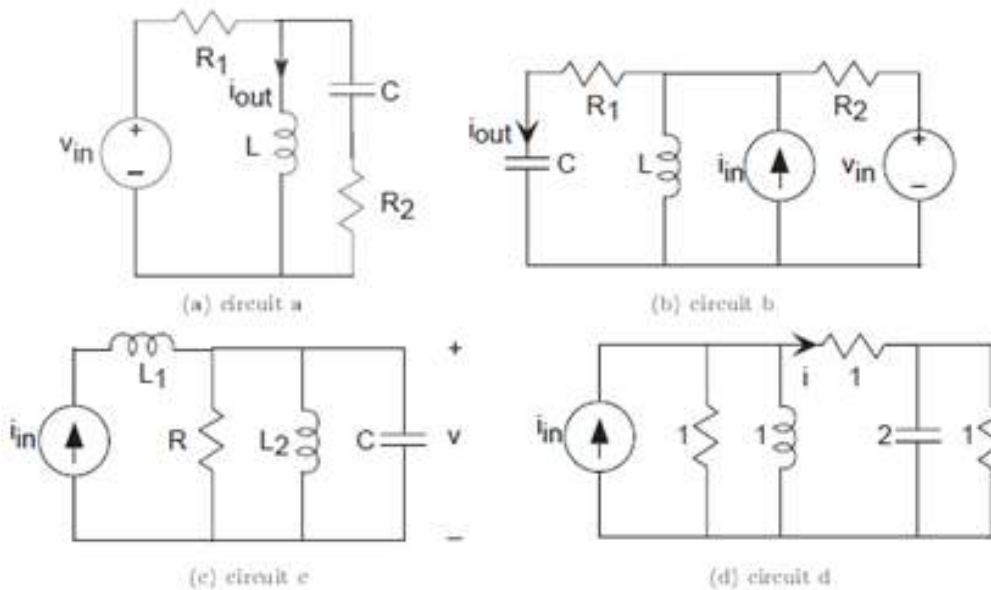 R1
iout
C
L
vin
+
–
R2
(a) circuit a
R1
R2
iout
C
L
iin
vin
+
–
(b) circuit b
L1
+
iin
R
L2
C
v
–
(c) circuit c
i
1
iin
1
1
2
1
(d) circuit d